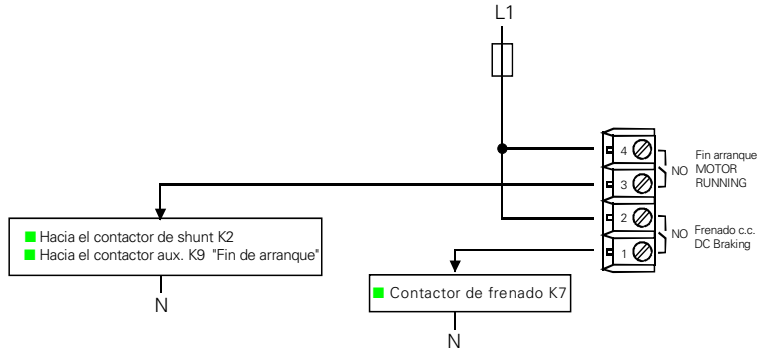 L1
4
3
2
1
NO
Fin arranque
MOTOR
RUNNING
NO
Frenado c.c.
DC Braking
Hacia el contactor de shunt K2
Hacia el contactor aux. K9 "Fin de arranque"
N
Contactor de frenado K7
N